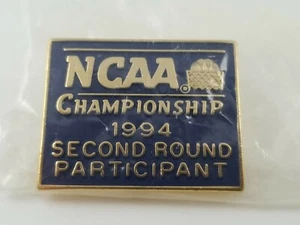 NCAA®
CHAMPIONSHIP
1994
SECOND ROUND
PARTICIPANT